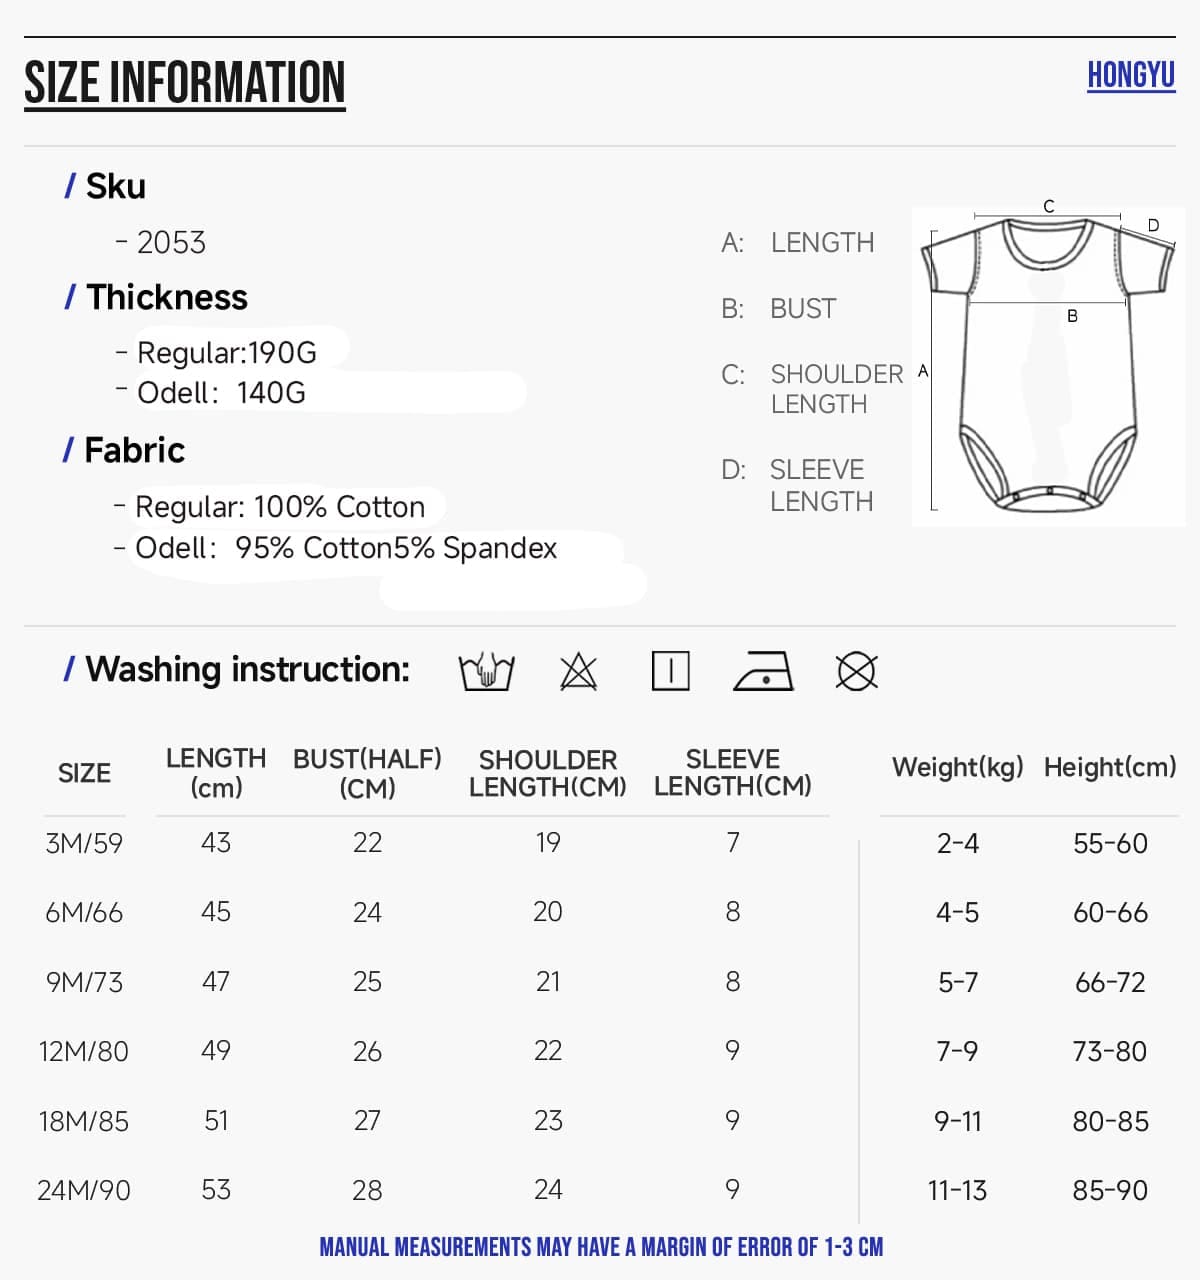 SIZE INFORMATION
HONGYU
/ Sku
- 2053
/ Thickness
- Regular:190G
- Odell: 140G
/ Fabric
- Regular: 100% Cotton
- Odell: 95% Cotton5% Spandex
A: LENGTH
B: BUST
C: SHOULDER
LENGTH
D: SLEEVE
LENGTH
C
D
B
A
/ Washing instruction:
SIZE LENGTH (cm) BUST(HALF) (CM) SHOULDER LENGTH(CM) SLEEVE LENGTH(CM) Weight(kg) Height(cm)
3M/59 43 22 19 7 2-4 55-60
6M/66 45 24 20 8 4-5 60-66
9M/73 47 25 21 8 5-7 66-72
12M/80 49 26 22 9 7-9 73-80
18M/85 51 27 23 9 9-11 80-85
24M/90 53 28 24 9 11-13 85-90
MANUAL MEASUREMENTS MAY HAVE A MARGIN OF ERROR OF 1-3 CM